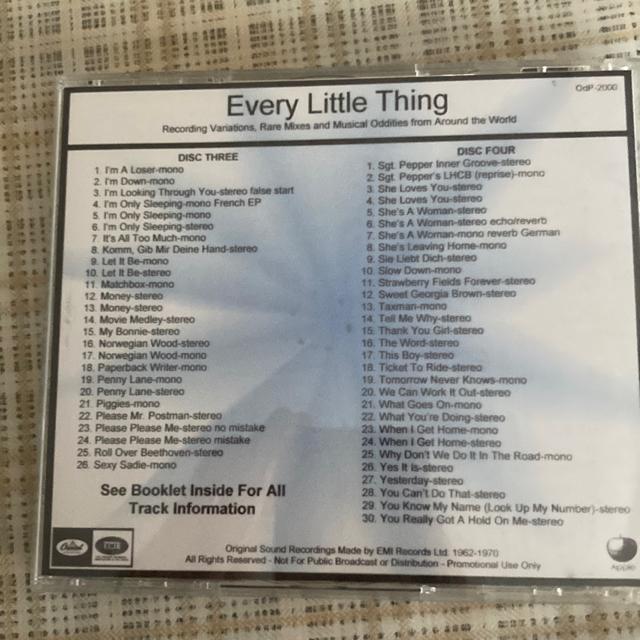 OdP-2000
Every Little Thing
Recording Variations, Rare Mixes and Musical Oddities from Around the World
DISC THREE
1. I'm A Loser-mono
2. I'm Down-mono
3. I'm Looking Through You-stereo false start
4. I'm Only Sleeping-mono French EP
5. I'm Only Sleeping-mono
6. I'm Only Sleeping-stereo
7. It's All Too Much-mono
8. Komm, Gib Mir Deine Hand-stereo
9. Let It Be-mono
10. Let It Be-stereo
11. Matchbox-mono
12. Money-stereo
13. Money-stereo
14. Movie Medley-stereo
15. My Bonnie-stereo
16. Norwegian Wood-stereo
17. Norwegian Wood-mono
18. Paperback Writer-mono
19. Penny Lane-mono
20. Penny Lane-stereo
21. Piggies-mono
22. Please Mr. Postman-stereo
23. Please Please Me-stereo no mistake
24. Please Please Me-stereo mistake
25. Roll Over Beethoven-stereo
26. Sexy Sadie-mono
See Booklet Inside For All
Track Information
DISC FOUR
1. Sgt. Pepper Inner Groove-stereo
2. Sgt. Pepper's LHCB (reprise)-mono
3. She Loves You-stereo
4. She Loves You-stereo
5. She's A Woman-stereo
6. She's A Woman-stereo echo/reverb
7. She's A Woman-mono reverb German
8. She's Leaving Home-mono
9. Sie Liebt Dich-stereo
10. Slow Down-mono
11. Strawberry Fields Forever-stereo
12. Sweet Georgia Brown-stereo
13. Taxman-mono
14. Tell Me Why-stereo
15. Thank You Girl-stereo
16. The Word-stereo
17. This Boy-stereo
18. Ticket To Ride-stereo
19. Tomorrow Never Knows-mono
20. We Can Work It Out-stereo
21. What Goes On-mono
22. What You're Doing-stereo
23. When I Get Home-mono
24. When I Get Home-stereo
25. Why Don't We Do It In The Road-mono
26. Yes It Is-stereo
27. Yesterday-stereo
28. You Can't Do That-stereo
29. You Know My Name (Look Up My Number)-stereo
30. You Really Got A Hold On Me-stereo
Capitol
EMI
Original Sound Recordings Made by EMI Records Ltd. 1962-1970
All Rights Reserved - Not For Public Broadcast or Distribution - Promotional Use Only
Apple